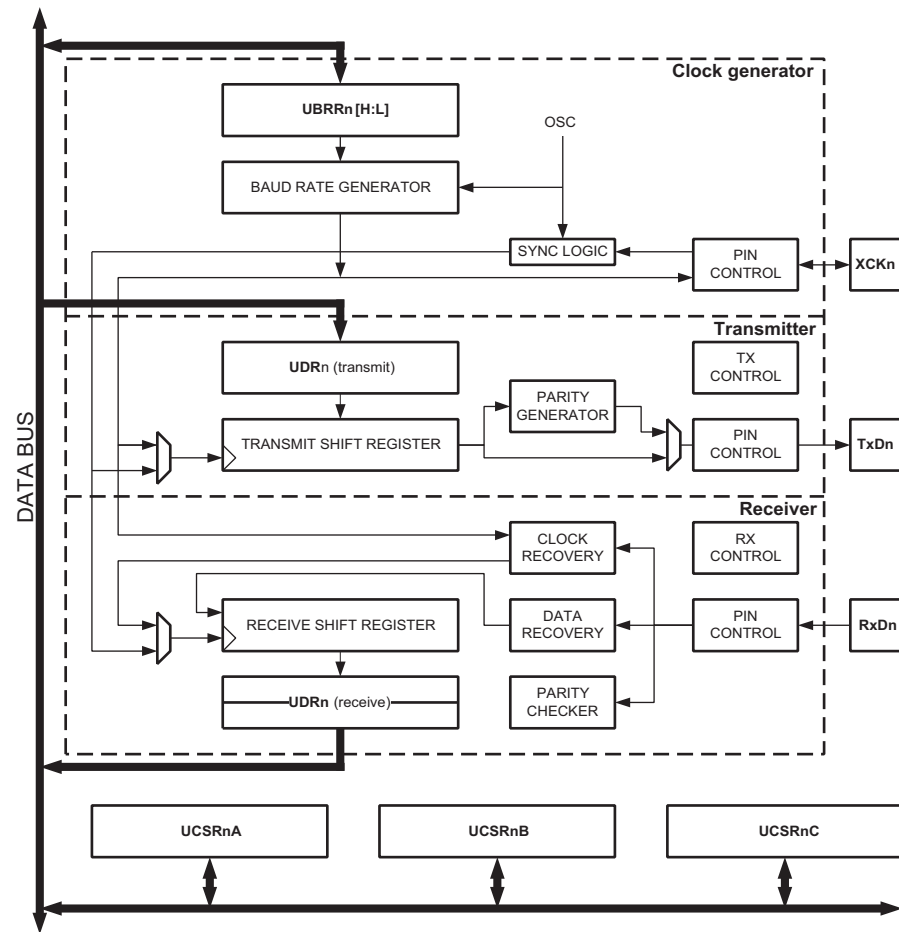 Clock generator
UBRRn [H:L]
OSC
BAUD RATE GENERATOR
SYNC LOGIC
PIN
CONTROL
XCKn
Transmitter
UDRn (transmit)
TX
CONTROL
PARITY
GENERATOR
TRANSMIT SHIFT REGISTER
PIN
CONTROL
TxDn
DATA BUS
Receiver
CLOCK
RECOVERY
RX
CONTROL
RECEIVE SHIFT REGISTER
DATA
RECOVERY
PIN
CONTROL
RxDn
UDRn (receive)
PARITY
CHECKER
UCSRnA
UCSRnB
UCSRnC